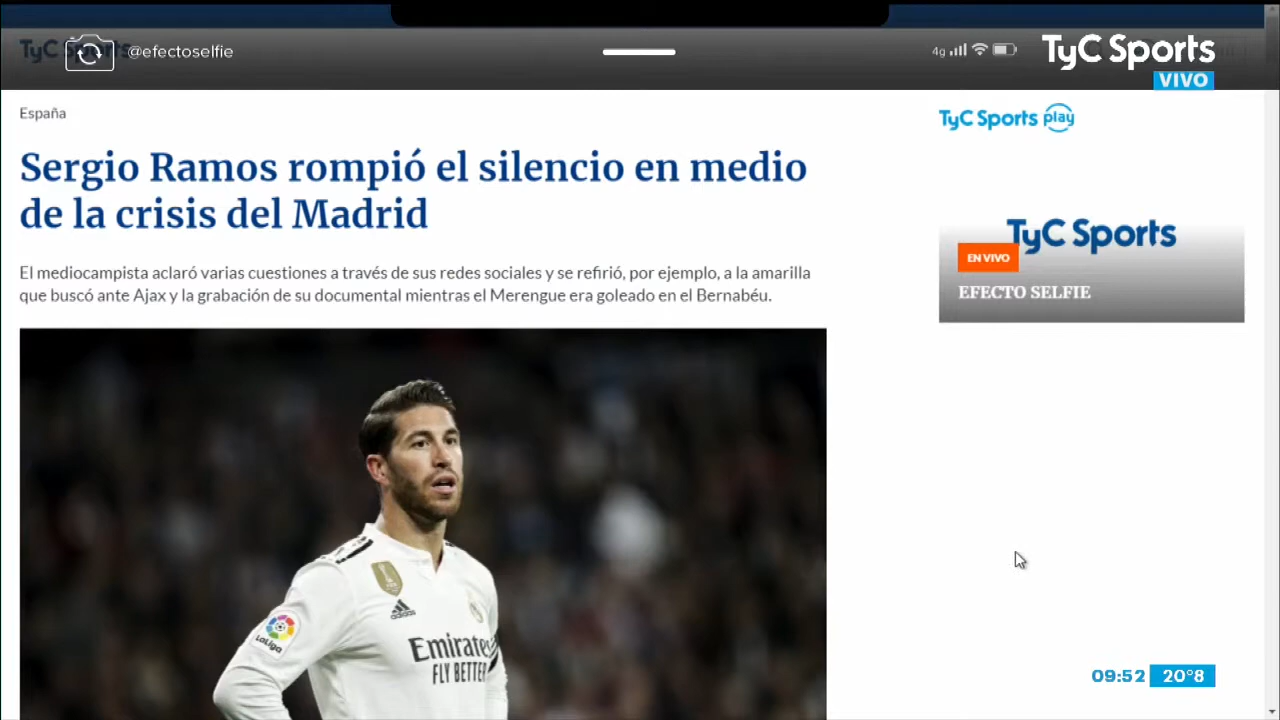 TyC Sports
@efectoselfie
4g
TyC Sports
VIVO
España
TyC Sports play
Sergio Ramos rompió el silencio en medio
de la crisis del Madrid
El mediocampista aclaró varias cuestiones a través de sus redes sociales y se refirió, por ejemplo, a la amarilla
que buscó ante Ajax y la grabación de su documental mientras el Merengue era goleado en el Bernabéu.
TyC Sports
EN VIVO
EFECTO SELFIE
LaLiga
adidas
Emirates
FLY BETTER
09:52 20°8